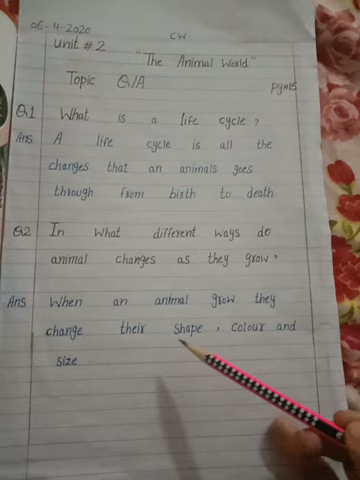 06-4-2020
CW
Unit # 2
"The Animal World"
Topic Q/A
pg#15
Q1 What is a life cycle ?
Ans A life cycle is all the
changes that an animals goes
through from birth to death
Q2 In what different ways do
animal changes as they grow ?
Ans When an animal grow they
change their shape , colour and
size